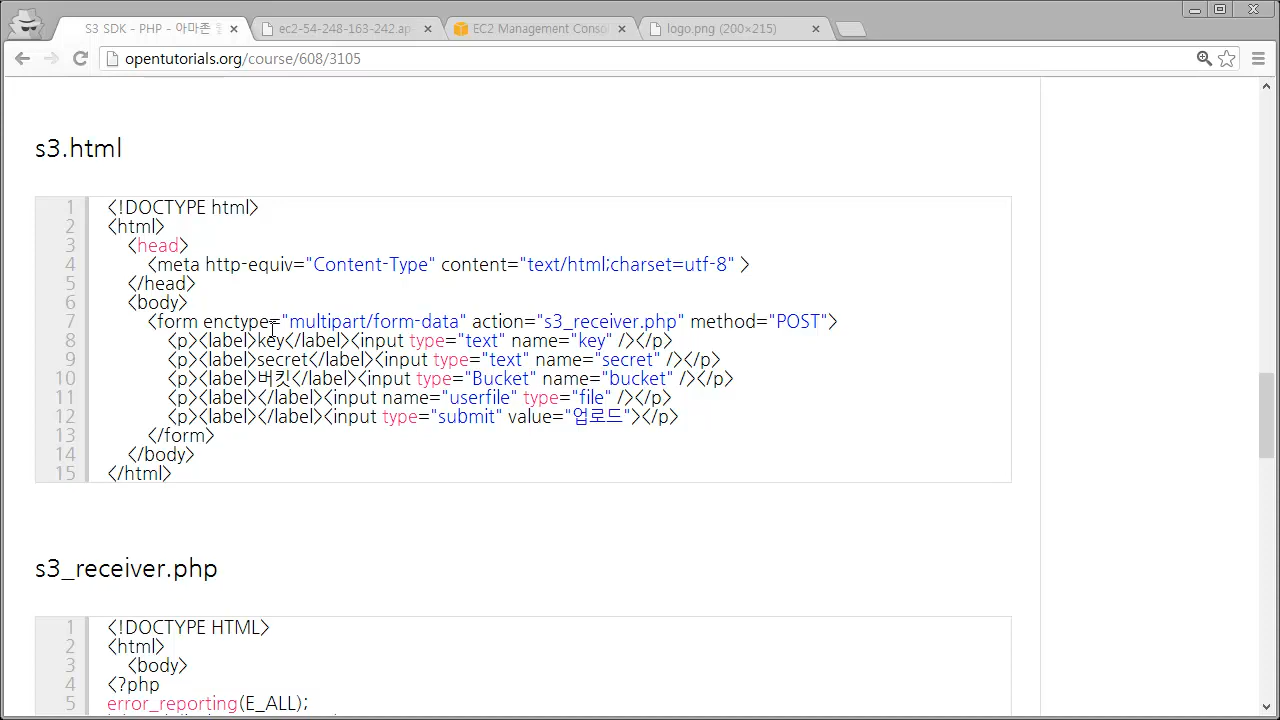 S3 SDK - PHP - 아마존
ec2-54-248-163-242.ap-
EC2 Management Consol
logo.png (200×215)
opentutorials.org/course/608/3105
s3.html
1 <!DOCTYPE html>
2 <html>
3 <head>
4 <meta http-equiv="Content-Type" content="text/html;charset=utf-8" >
5 </head>
6 <body>
7 <form enctype="multipart/form-data" action="s3_receiver.php" method="POST">
8 <p><label>key</label><input type="text" name="key" /></p>
9 <p><label>secret</label><input type="text" name="secret" /></p>
10 <p><label>버킷</label><input type="Bucket" name="bucket" /></p>
11 <p><label></label><input name="userfile" type="file" /></p>
12 <p><label></label><input type="submit" value="업로드"></p>
13 </form>
14 </body>
15 </html>
s3_receiver.php
1 <!DOCTYPE HTML>
2 <html>
3 <body>
4 <?php
5 error_reporting(E_ALL);